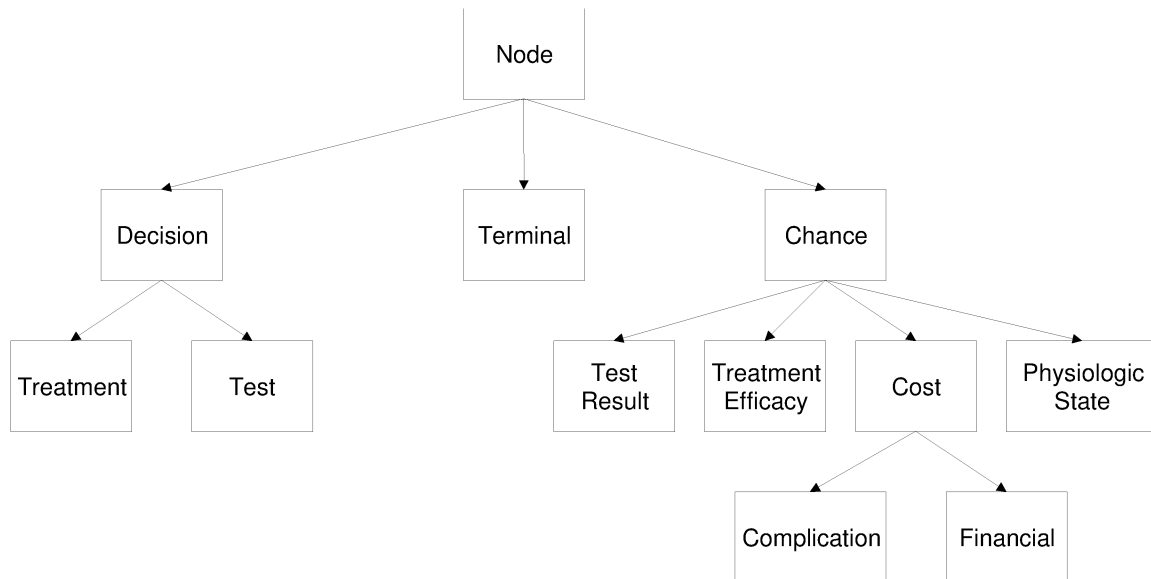 Node
Decision
Terminal
Chance
Treatment
Test
Test
Result
Treatment
Efficacy
Cost
Physiologic
State
Complication
Financial